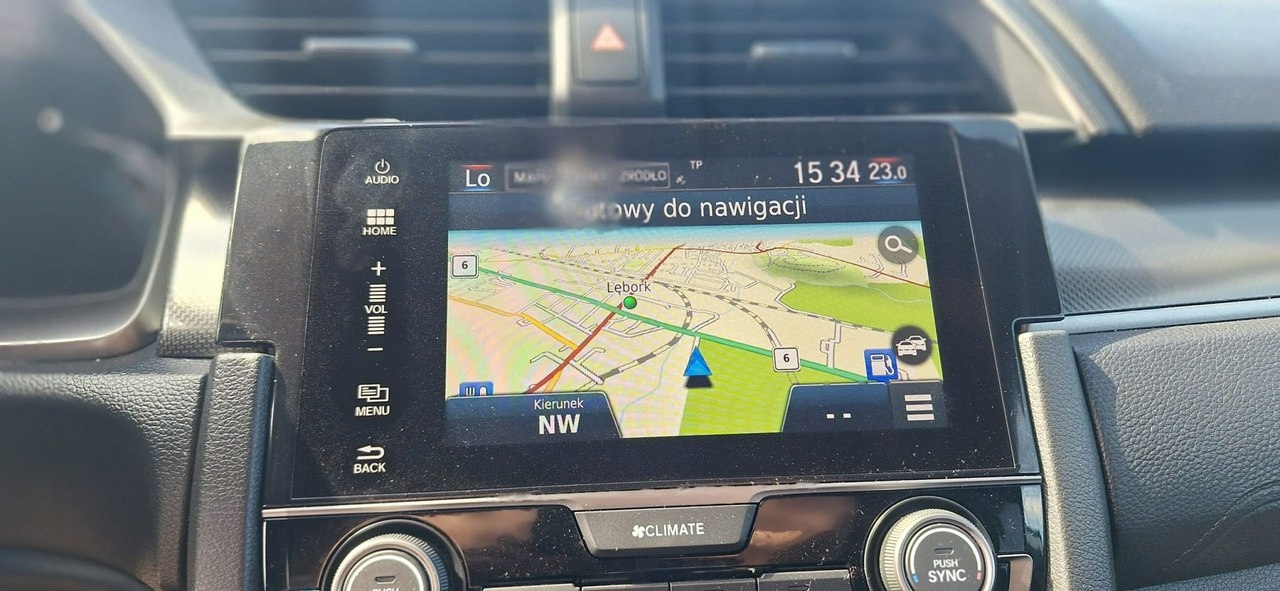 AUDIO
HOME
+
VOL
−
MENU
BACK
Lo
ŹRÓDŁO
TP
15 34
23.0
do nawigacji
6
Lębork
6
Kierunek
NW
--
CLIMATE
PUSH
PUSH
SYNC